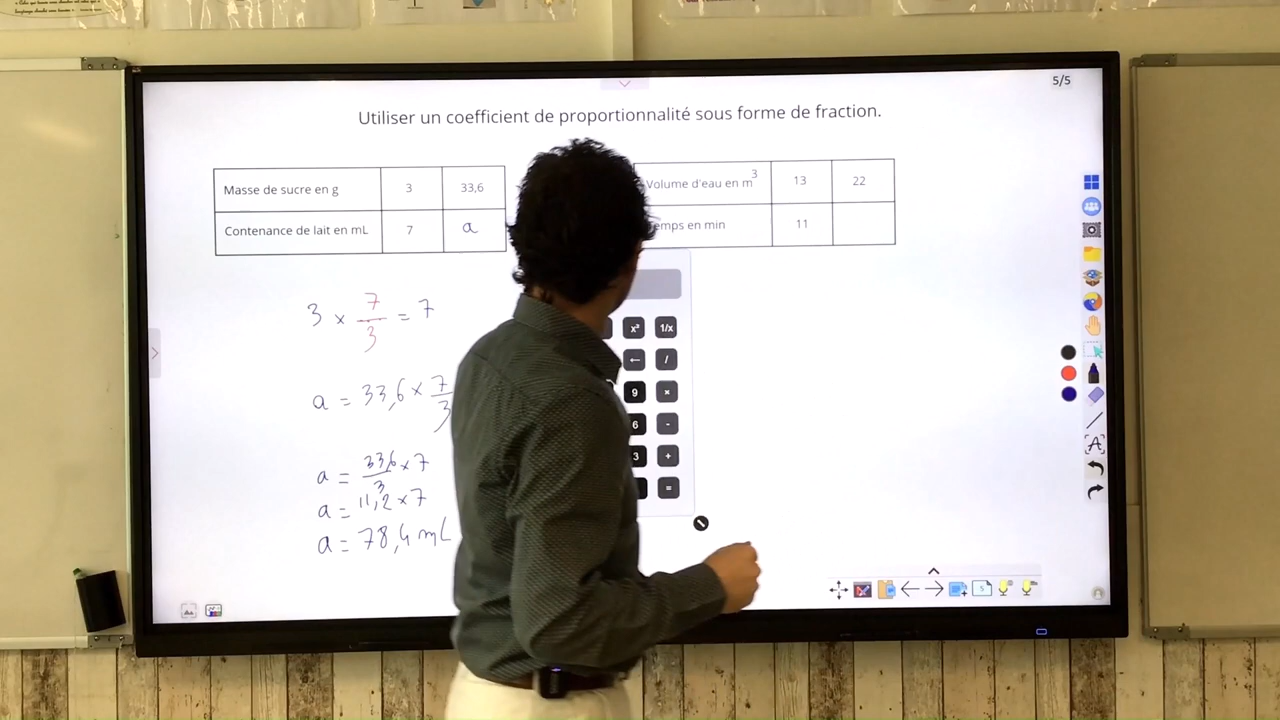 5/5
Utiliser un coefficient de proportionnalité sous forme de fraction.
Masse de sucre en g 3 33,6
Contenance de lait en mL 7 a
Volume d'eau en m³ 13 22
emps en min 11
3 × 7/3 = 7
a = 33,6 × 7/3
a = 33,6/3 × 7
a = 11,2 × 7
a = 78,4 mL
x² 1/x
← /
9 ×
6 -
3 +
=
A
5